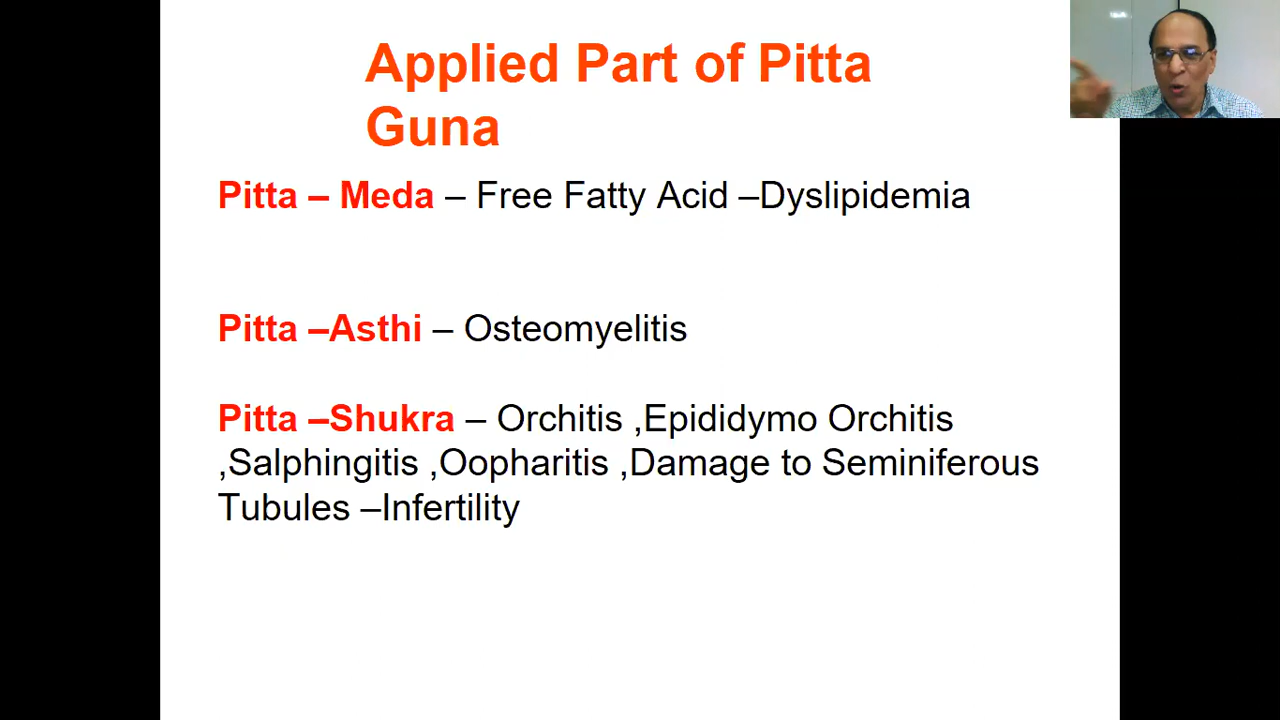 Applied Part of Pitta
Guna
Pitta – Meda – Free Fatty Acid –Dyslipidemia
Pitta –Asthi – Osteomyelitis
Pitta –Shukra – Orchitis ,Epididymo Orchitis
,Salphingitis ,Oopharitis ,Damage to Seminiferous
Tubules –Infertility